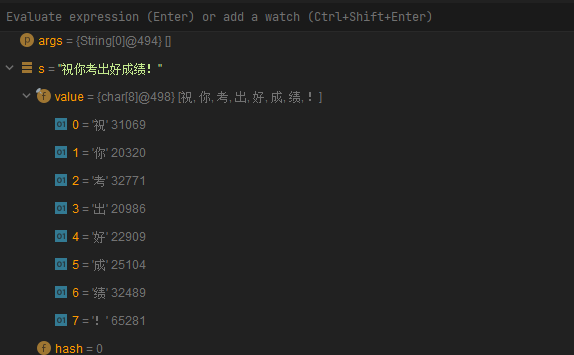 Evaluate expression (Enter) or add a watch (Ctrl+Shift+Enter)
p args = {String[0]@494} []
s = "祝你考出好成绩！"
f value = {char[8]@498} [祝, 你, 考, 出, 好, 成, 绩, ！]
01 0 = '祝' 31069
01 1 = '你' 20320
01 2 = '考' 32771
01 3 = '出' 20986
01 4 = '好' 22909
01 5 = '成' 25104
01 6 = '绩' 32489
01 7 = '！' 65281
f hash = 0